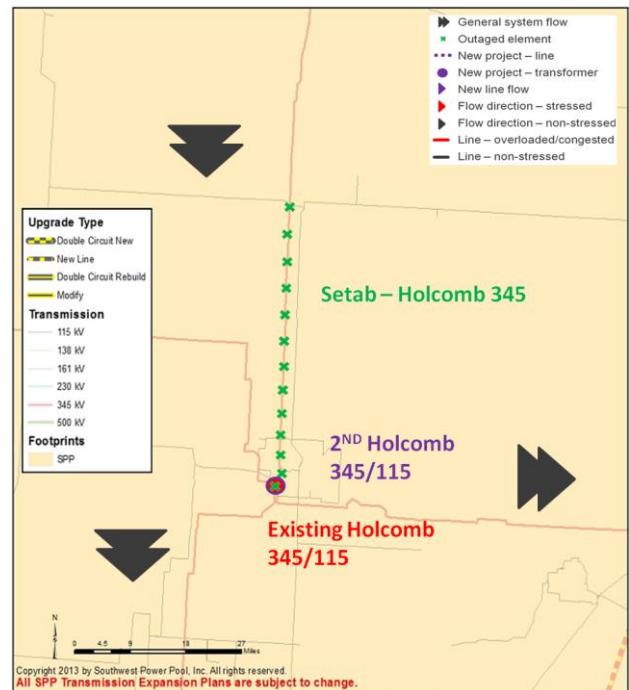 General system flow
Outaged element
New project – line
New project – transformer
New line flow
Flow direction – stressed
Flow direction – non-stressed
Line – overloaded/congested
Line – non-stressed
Upgrade Type
Double Circuit New
New Line
Double Circuit Rebuild
Modify
Transmission
115 kV
138 kV
161 kV
230 kV
345 kV
500 kV
Footprints
SPP
Setab – Holcomb 345
2ND Holcomb
345/115
Existing Holcomb
345/115
N
S
0 4.5 9 18 27
Miles
Copyright 2013 by Southwest Power Pool, Inc. All rights reserved.
All SPP Transmission Expansion Plans are subject to change.